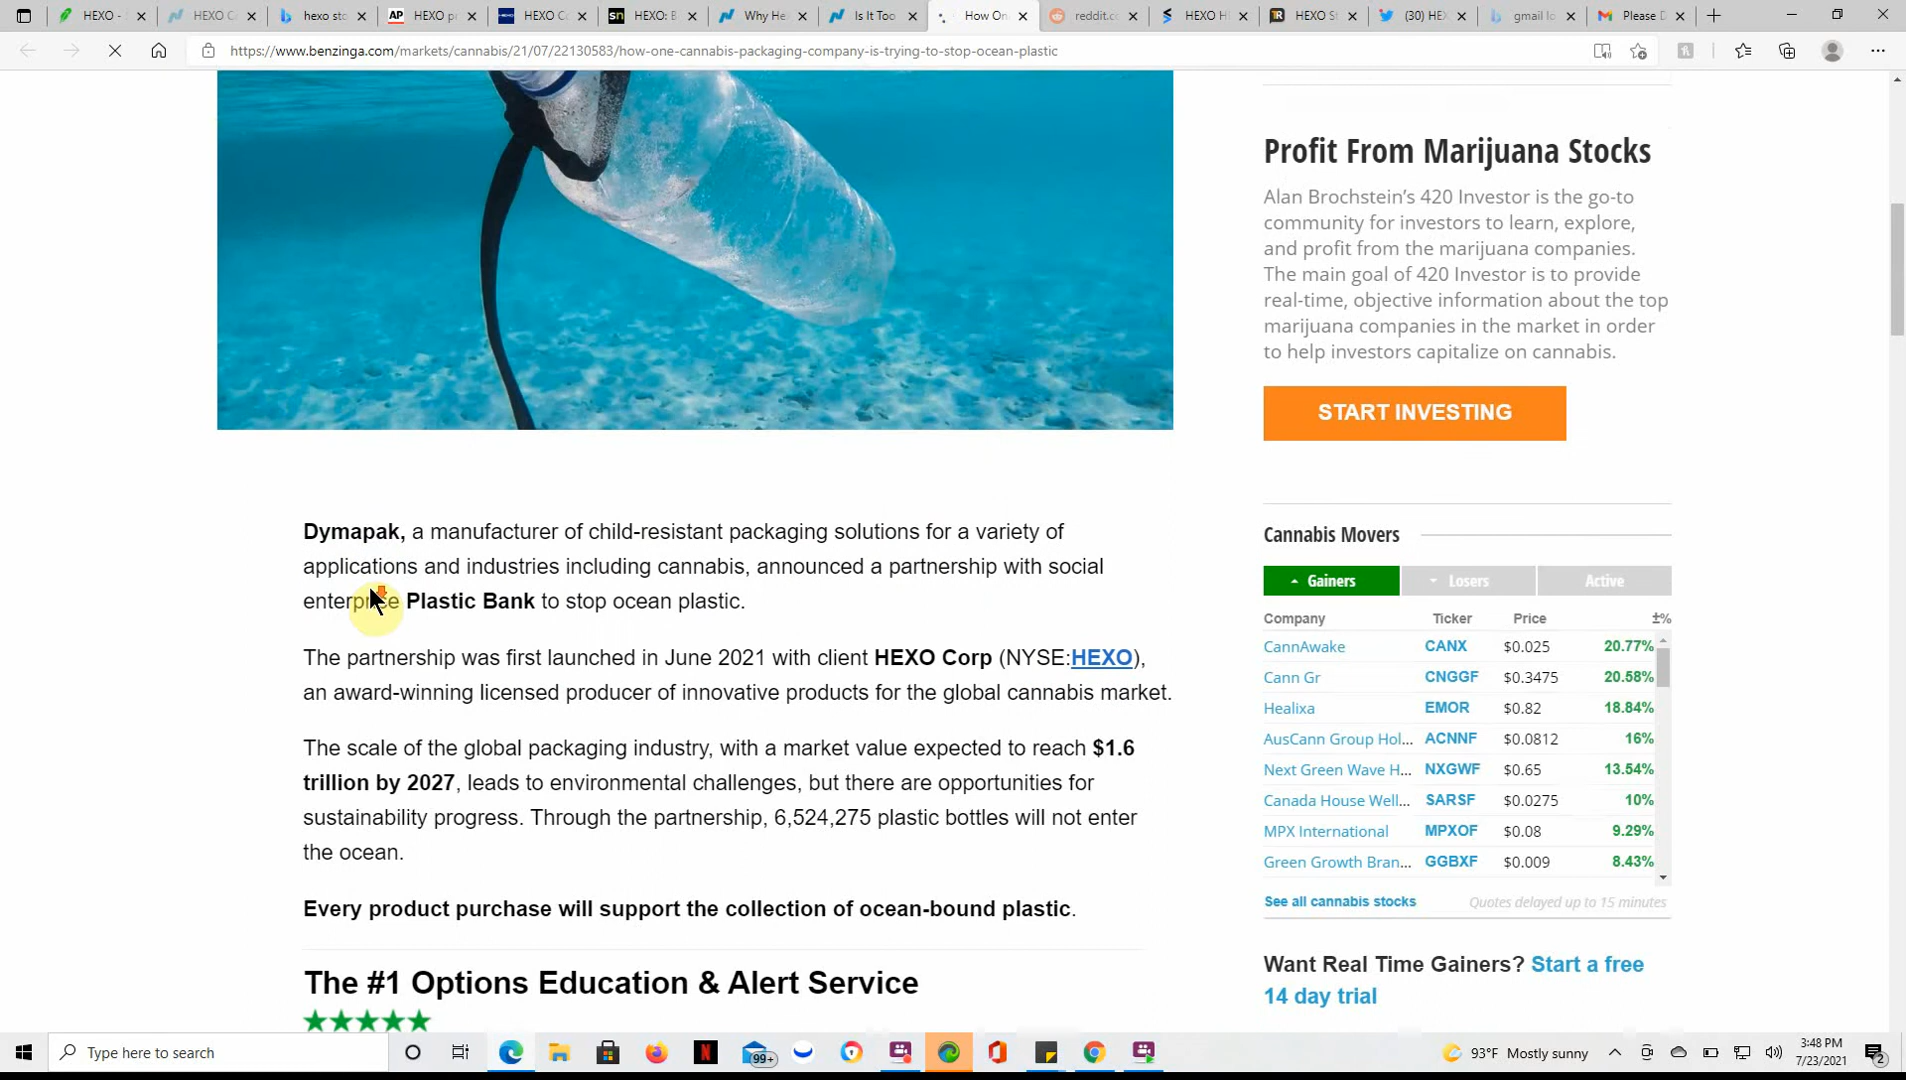 HEXO -
HEXO C
hexo sto
HEXO p
HEXO C
HEXO: B
Why He
Is It Too
How On
reddit.c
HEXO H
HEXO S
(30) HE
gmail lo
Please D
https://www.benzinga.com/markets/cannabis/21/07/22130583/how-one-cannabis-packaging-company-is-trying-to-stop-ocean-plastic
Dymapak, a manufacturer of child-resistant packaging solutions for a variety of
applications and industries including cannabis, announced a partnership with social
enterprise Plastic Bank to stop ocean plastic.
The partnership was first launched in June 2021 with client HEXO Corp (NYSE:HEXO),
an award-winning licensed producer of innovative products for the global cannabis market.
The scale of the global packaging industry, with a market value expected to reach $1.6
trillion by 2027, leads to environmental challenges, but there are opportunities for
sustainability progress. Through the partnership, 6,524,275 plastic bottles will not enter
the ocean.
Every product purchase will support the collection of ocean-bound plastic.
The #1 Options Education & Alert Service
Profit From Marijuana Stocks
Alan Brochstein's 420 Investor is the go-to
community for investors to learn, explore,
and profit from the marijuana companies.
The main goal of 420 Investor is to provide
real-time, objective information about the top
marijuana companies in the market in order
to help investors capitalize on cannabis.
START INVESTING
Cannabis Movers
Gainers Losers Active
Company Ticker Price ±%
CannAwake CANX $0.025 20.77%
Cann Gr CNGGF $0.3475 20.58%
Healixa EMOR $0.82 18.84%
AusCann Group Hol... ACNNF $0.0812 16%
Next Green Wave H... NXGWF $0.65 13.54%
Canada House Well... SARSF $0.0275 10%
MPX International MPXOF $0.08 9.29%
Green Growth Bran... GGBXF $0.009 8.43%
See all cannabis stocks Quotes delayed up to 15 minutes
Want Real Time Gainers? Start a free
14 day trial
Type here to search
99+
93°F Mostly sunny
3:48 PM
7/23/2021
2